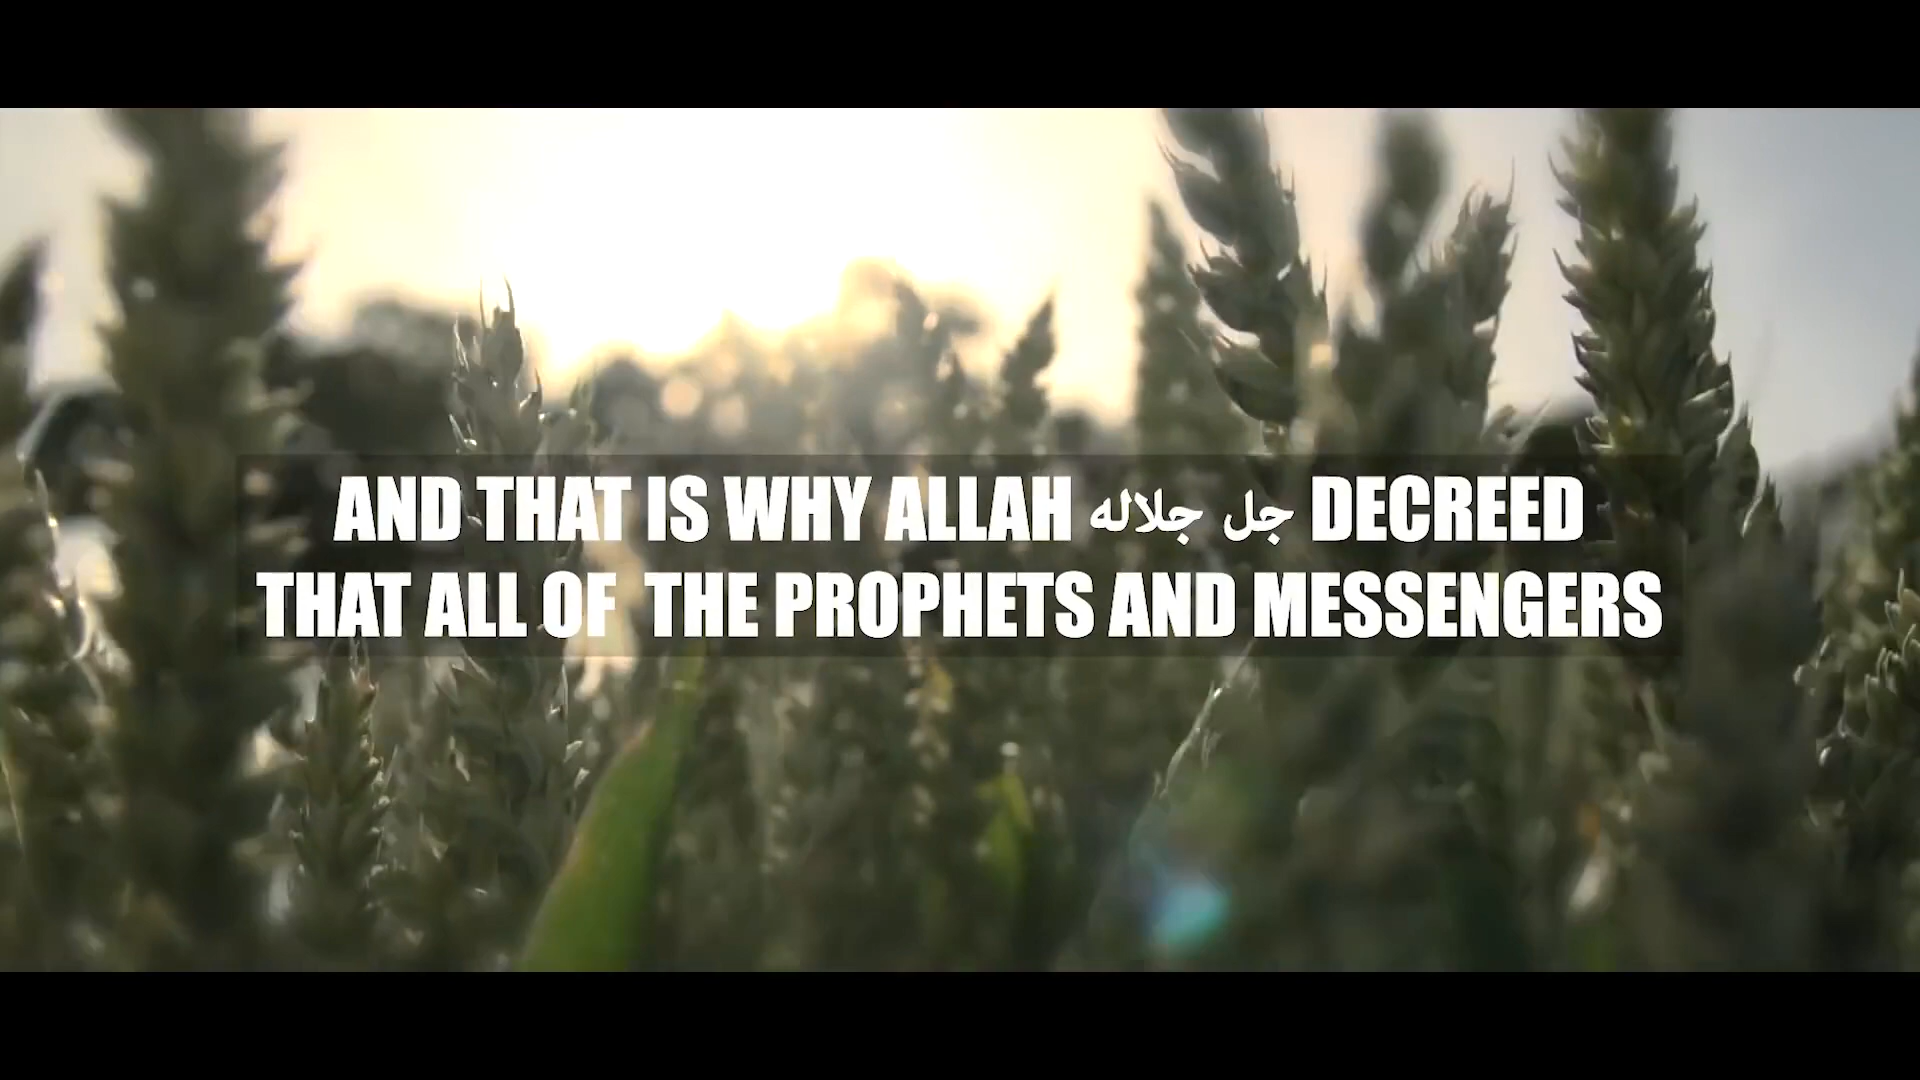 AND THAT IS WHY ALLAH جل جلاله DECREED
THAT ALL OF THE PROPHETS AND MESSENGERS